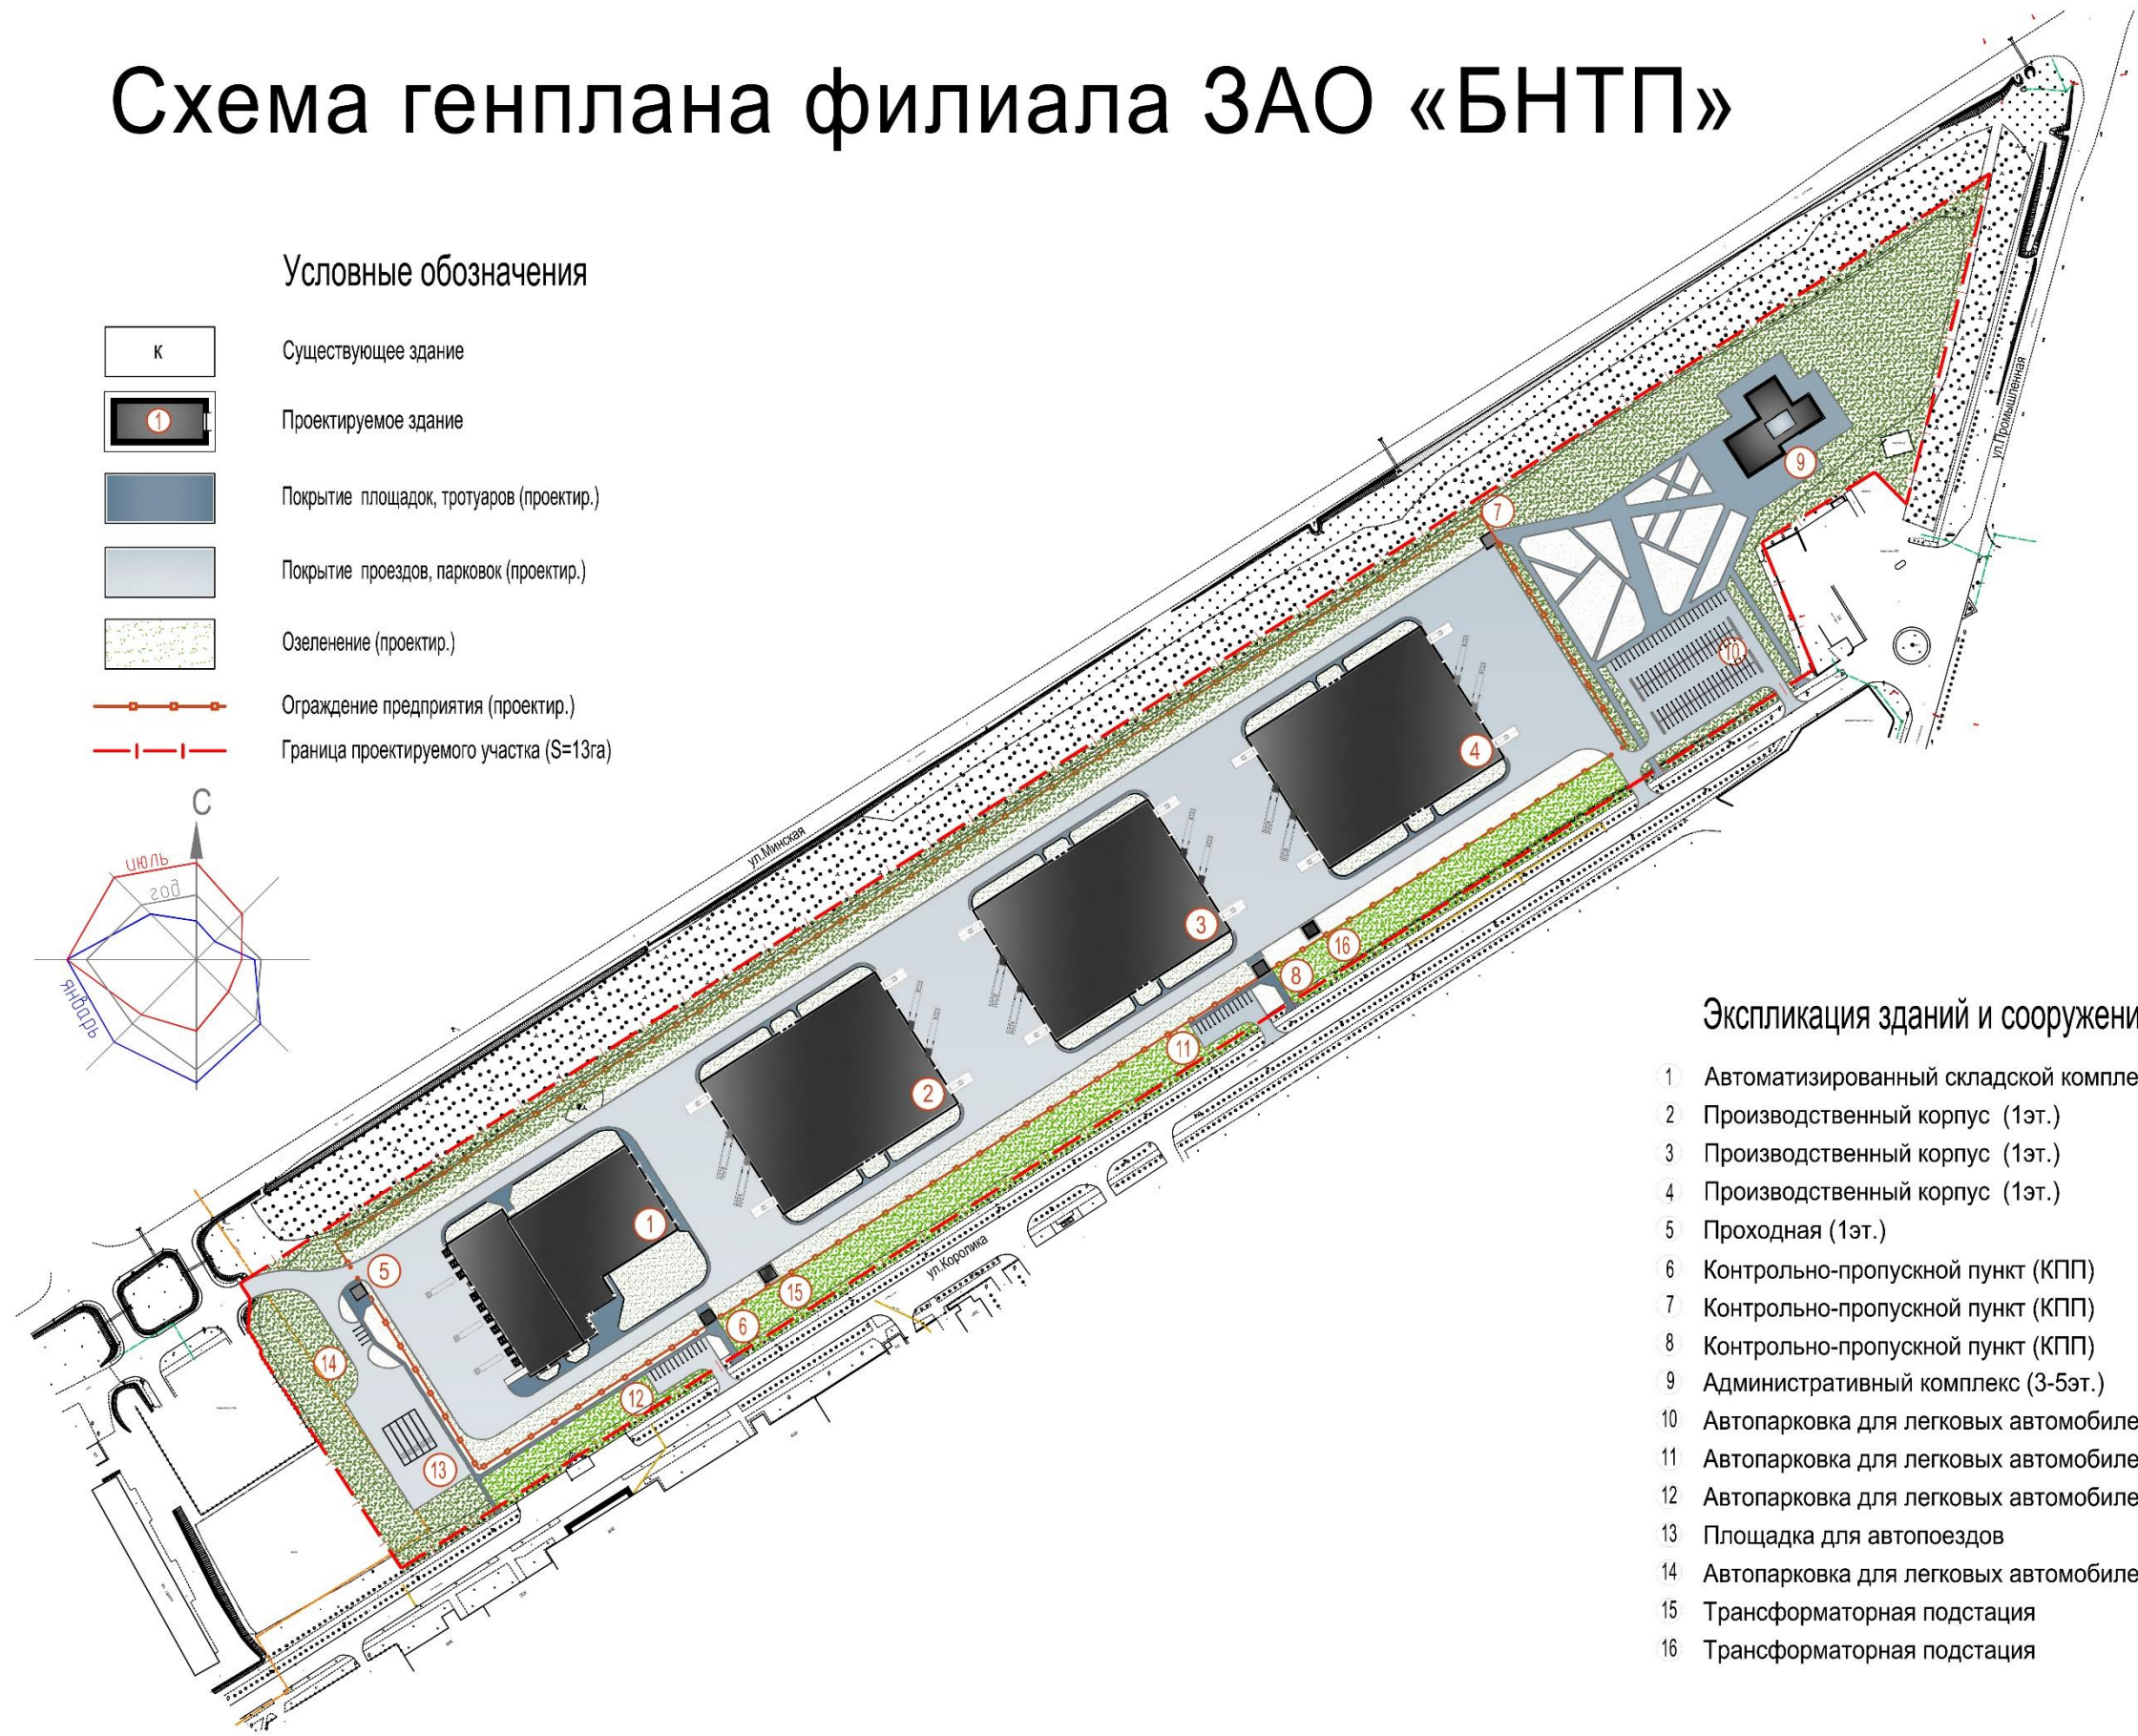 Схема генплана филиала ЗАО «БНТП»
Условные обозначения
К
Существующее здание
1
Проектируемое здание
Покрытие площадок, тротуаров (проектир.)
Покрытие проездов, парковок (проектир.)
Озеленение (проектир.)
Ограждение предприятия (проектир.)
Граница проектируемого участка (S=13га)
С
июль
год
январь
ул.Минская
ул.Промышленная
ул.Королика
9
7
10
4
3
16
8
11
2
1
5
15
6
14
12
13
Экспликация зданий и сооружени
1 Автоматизированный складской компле
2 Производственный корпус (1эт.)
3 Производственный корпус (1эт.)
4 Производственный корпус (1эт.)
5 Проходная (1эт.)
6 Контрольно-пропускной пункт (КПП)
7 Контрольно-пропускной пункт (КПП)
8 Контрольно-пропускной пункт (КПП)
9 Административный комплекс (3-5эт.)
10 Автопарковка для легковых автомобиле
11 Автопарковка для легковых автомобиле
12 Автопарковка для легковых автомобиле
13 Площадка для автопоездов
14 Автопарковка для легковых автомобиле
15 Трансформаторная подстация
16 Трансформаторная подстация